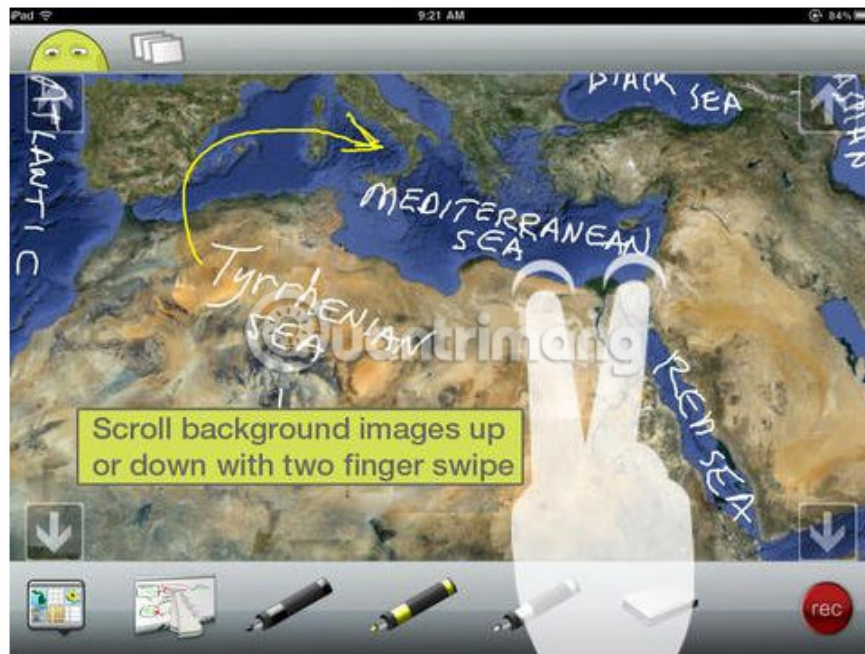 iPad 9:21 AM 84%
ATLANTIC
BLACK SEA
MEDITERRANEAN
SEA
Tyrrhenian
SEA
Quantrimang
RED SEA
Scroll background images up
or down with two finger swipe
rec